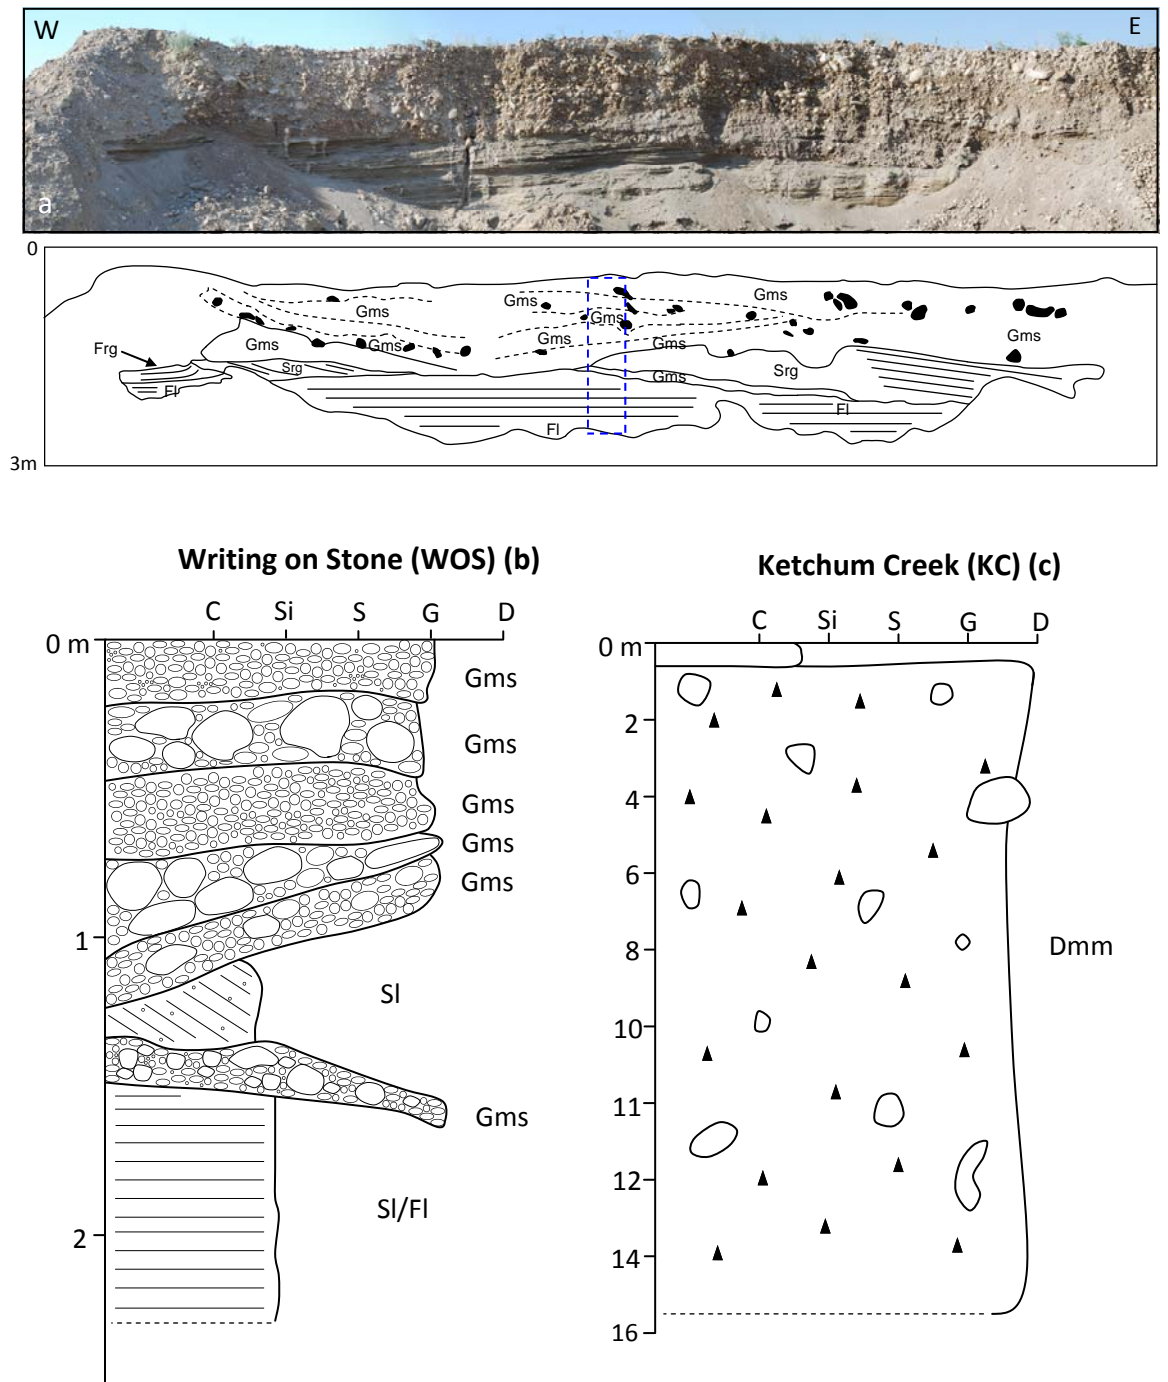 W E
a
0
Gms Gms
Gms Gms
Gms Gms Gms Gms Gms
Frg Srg Gms Srg
Fl Fl
Fl
3m
Writing on Stone (WOS) (b)
C Si S G D
0 m
Gms
Gms
Gms
Gms
Gms
1
Sl
Gms
Sl/Fl
2
Ketchum Creek (KC) (c)
C Si S G D
0 m
2
4
6
8
Dmm
10
11
12
14
16